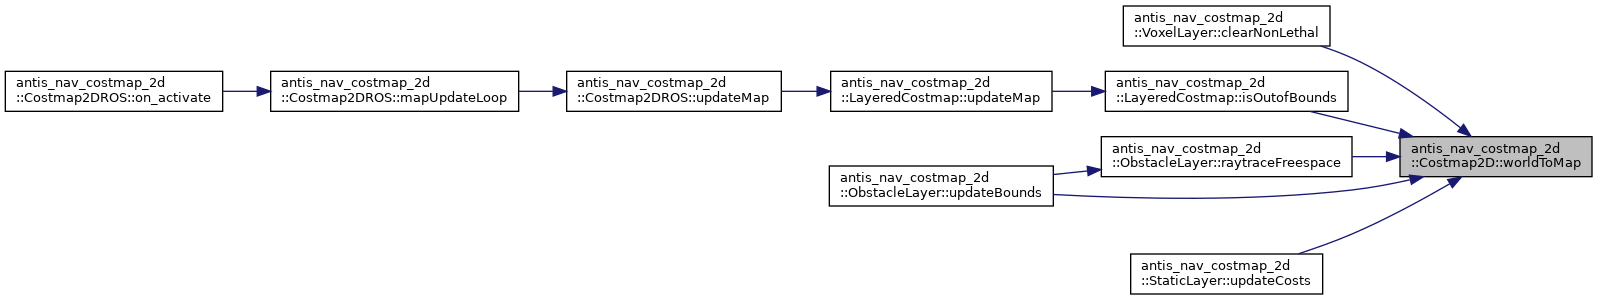 antis_nav_costmap_2d
::VoxelLayer::clearNonLethal
antis_nav_costmap_2d
::Costmap2DROS::on_activate
antis_nav_costmap_2d
::Costmap2DROS::mapUpdateLoop
antis_nav_costmap_2d
::Costmap2DROS::updateMap
antis_nav_costmap_2d
::LayeredCostmap::updateMap
antis_nav_costmap_2d
::LayeredCostmap::isOutofBounds
antis_nav_costmap_2d
::Costmap2D::worldToMap
antis_nav_costmap_2d
::ObstacleLayer::raytraceFreespace
antis_nav_costmap_2d
::ObstacleLayer::updateBounds
antis_nav_costmap_2d
::StaticLayer::updateCosts